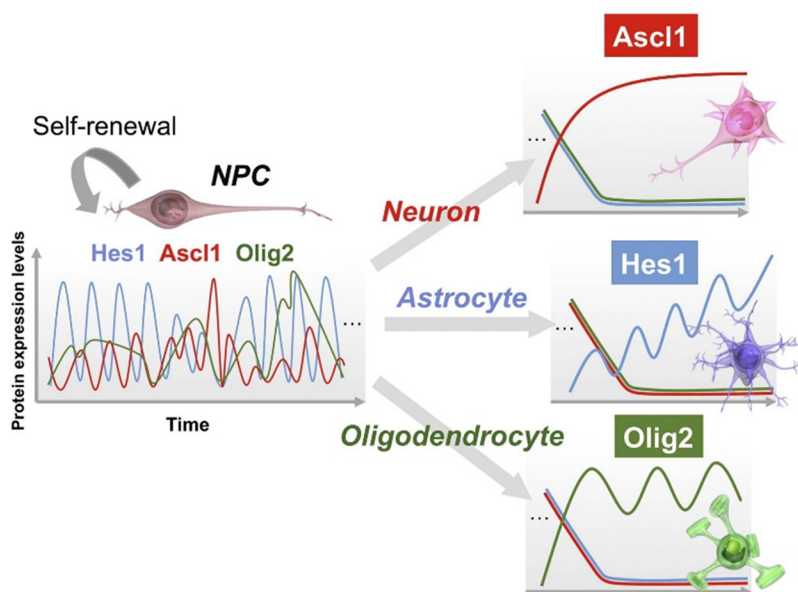 Self-renewal
NPC
Hes1 Ascl1 Olig2
Protein expression levels
...
Time
Neuron
Astrocyte
Oligodendrocyte
Ascl1
...
Hes1
...
Olig2
...